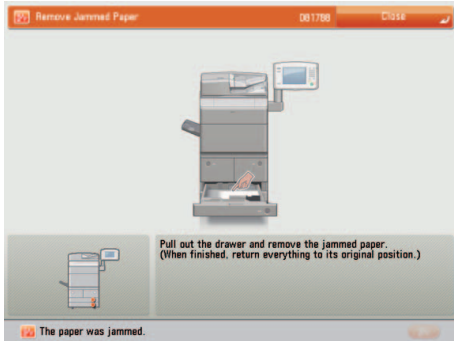 Remove Jammed Paper
081788
Close
Pull out the drawer and remove the jammed paper.
(When finished, return everything to its original position.)
The paper was jammed.